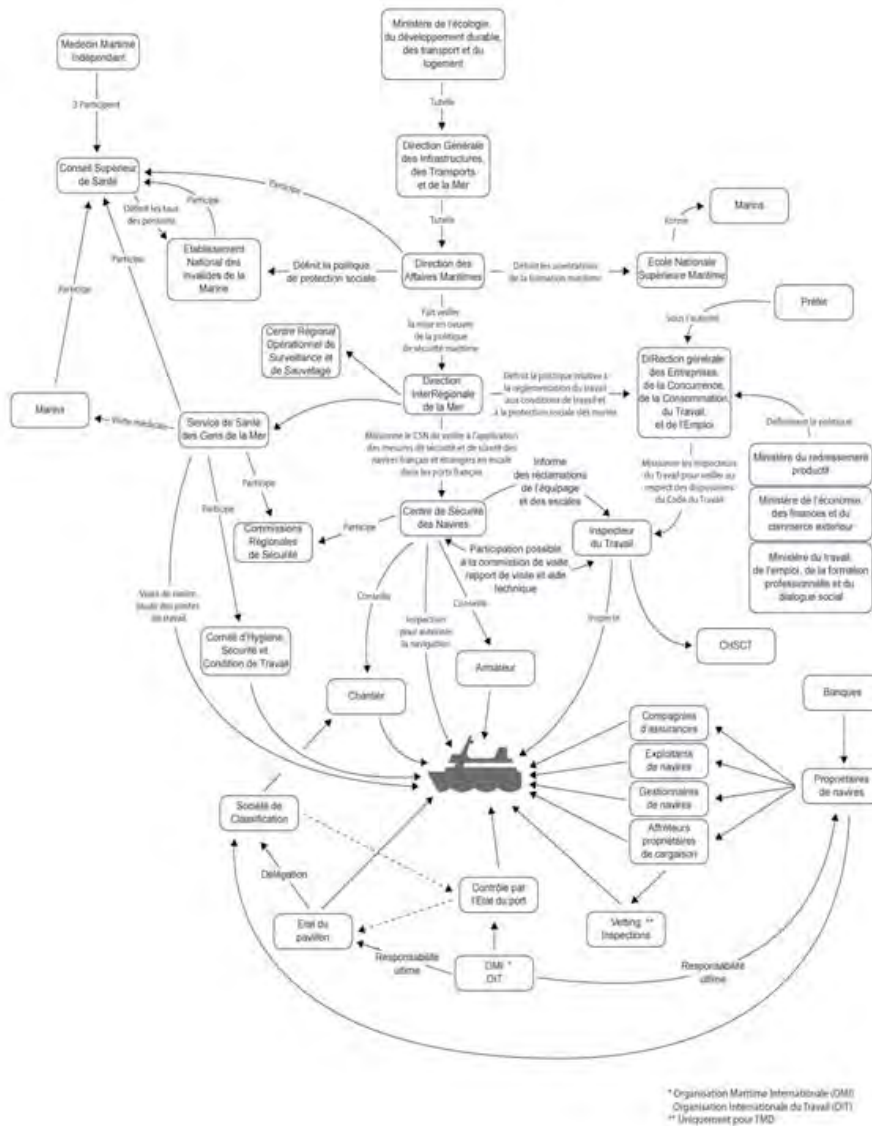 Ministère de l'écologie,
du développement durable,
des transport et du
logement
Medecin Maritime
Indépendant
3 Participent
Tutelle
Direction Générale
des Infrastructures,
des Transports
et de la Mer
Conseil Supérieur
de Santé
Participe
Tutelle
Participe
Définit les taux
des pensions
Forme
Marins
Etablissement
National des
Invalides de la
Marine
Définit la politique
de protection sociale
Direction des
Affaires Maritimes
Définit les orientations
de la formation maritime
Ecole Nationale
Supérieure Maritime
Participe
Participe
Fait veiller
la mise en oeuvre
de la politique
de sécurité maritime
Sous l'autorité
Préfet
Centre Régional
Opérationnel de
Surveillance et
de Sauvetage
Direction
InterRégionale
de la Mer
Définit la politique relative à
la réglementation du travail
aux conditions de travail et
à la protection sociale des marins
DIRection générale
des Entreprises,
de la Concurrence,
de la Consommation,
du Travail,
et de l'Emploi
Marins
Visite médicale
Service de Santé
des Gens de la Mer
Missionne le CSN de veiller à l'application
des mesures de sécurité et de sûreté des
navires français et étrangers en escale
dans les ports français
Définissent la politique
Ministère du redressement
productif
Ministère de l'économie,
des finances et du
commerce extérieur
Ministère du travail,
de l'emploi, de la formation
professionnelle et du
dialogue social
Missionne les inspecteurs
du Travail pour veiller au
respect des dispositions
du Code du Travail
Informe
des réclamations
de l'équipage
et des escales
Participe
Participe
Commissions
Régionales
de Sécurité
Participe
Centre de Sécurité
des Navires
Inspecteur
du Travail
Participation possible
à la commission de visite,
rapport de visite et aide
technique
Visite de navire,
étude des postes
de travail
Conseille
Inspection
pour autoriser
la navigation
Conseille
Inspecte
Comité d'Hygiène,
Sécurité et
Condition de Travail
CHSCT
Armateur
Chantier
Banques
Compagnies
d'assurances
Exploitants
de navires
Gestionnaires
de navires
Affréteurs
propriétaires
de cargaison
Propriétaires
de navires
Société de
Classification
Délégation
Contrôle par
l'Etat du port
Etat du
pavillon
Vetting **
Inspections
Responsabilité
ultime
OMI *
OIT
Responsabilité
ultime
* Organisation Maritime Internationale (OMI)
Organisation Internationale du Travail (OIT)
** Uniquement pour TMD